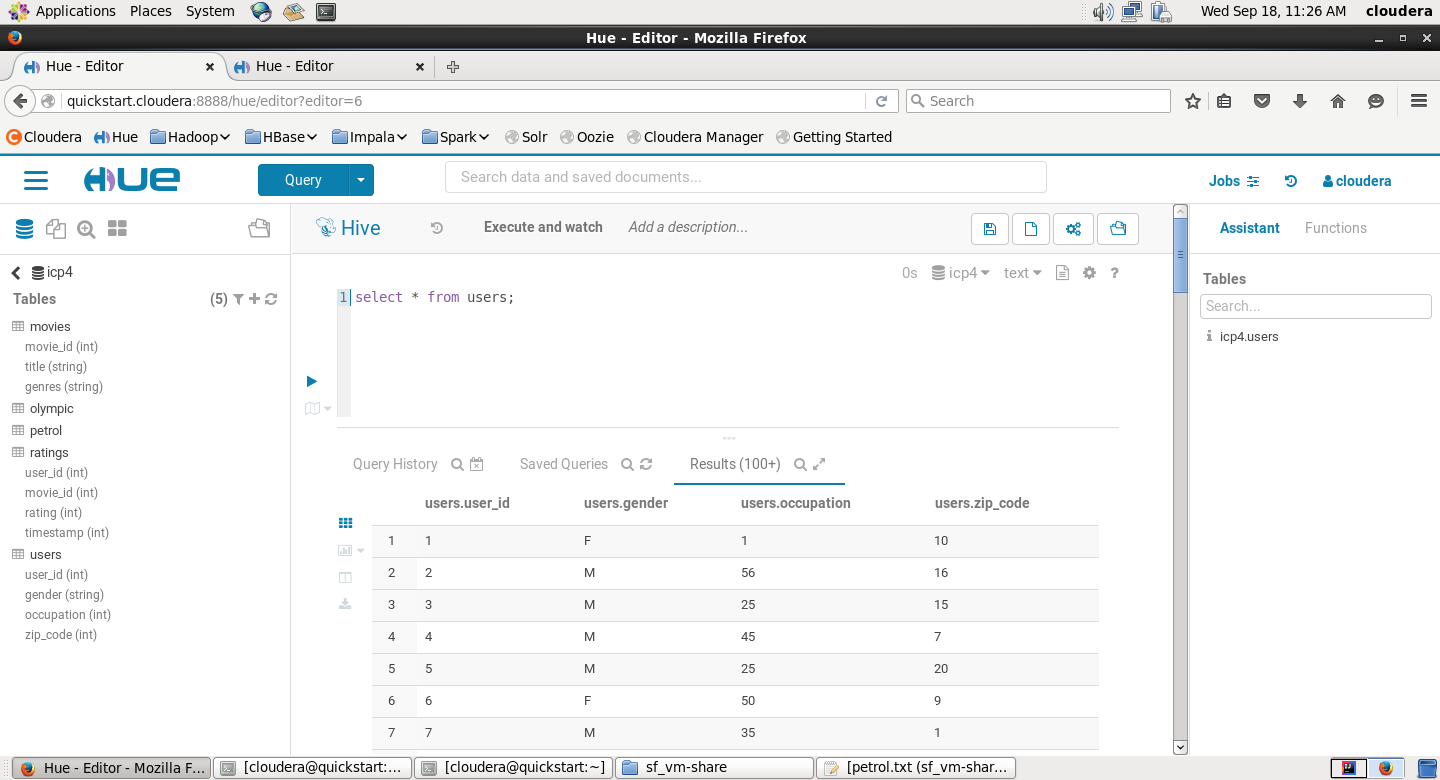 Applications Places System Wed Sep 18, 11:26 AM cloudera
Hue - Editor - Mozilla Firefox
Hue - Editor Hue - Editor
quickstart.cloudera:8888/hue/editor?editor=6 Search
Cloudera Hue Hadoop HBase Impala Spark Solr Oozie Cloudera Manager Getting Started
HUE Query Search data and saved documents... Jobs cloudera
Hive Execute and watch Add a description... Assistant Functions
icp4 0s icp4 text ?
Tables (5) Tables
Search...
1 select * from users;
movies
icp4.users
movie_id (int)
title (string)
genres (string)
olympic
petrol
ratings
Query History Saved Queries Results (100+)
user_id (int)
movie_id (int)
rating (int)
timestamp (int)
users
user_id (int)
gender (string)
occupation (int)
zip_code (int)
users.user_id users.gender users.occupation users.zip_code
1 1 F 1 10
2 2 M 56 16
3 3 M 25 15
4 4 M 45 7
5 5 M 25 20
6 6 F 50 9
7 7 M 35 1
Hue - Editor - Mozilla F... [cloudera@quickstart:... [cloudera@quickstart:~] sf_vm-share [petrol.txt (sf_vm-shar...